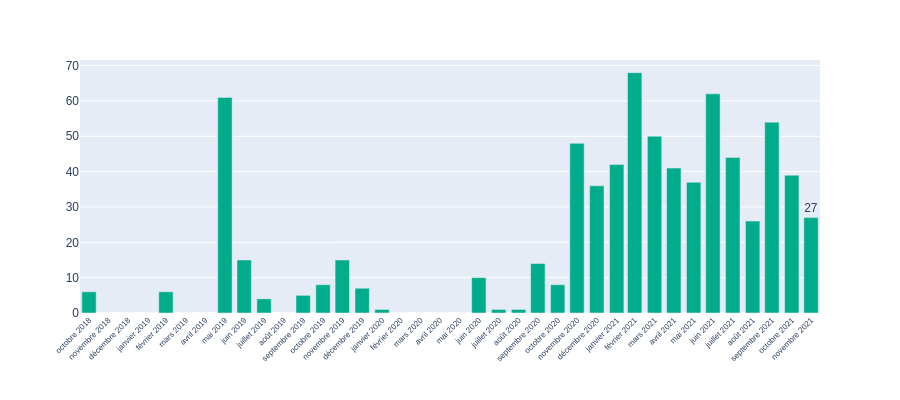 70
60
50
40
30
20
10
0
27
octobre 2018
novembre 2018
décembre 2018
janvier 2019
février 2019
mars 2019
avril 2019
mai 2019
juin 2019
juillet 2019
août 2019
septembre 2019
octobre 2019
novembre 2019
décembre 2019
janvier 2020
février 2020
mars 2020
avril 2020
mai 2020
juin 2020
juillet 2020
août 2020
septembre 2020
octobre 2020
novembre 2020
décembre 2020
janvier 2021
février 2021
mars 2021
avril 2021
mai 2021
juin 2021
juillet 2021
août 2021
septembre 2021
octobre 2021
novembre 2021